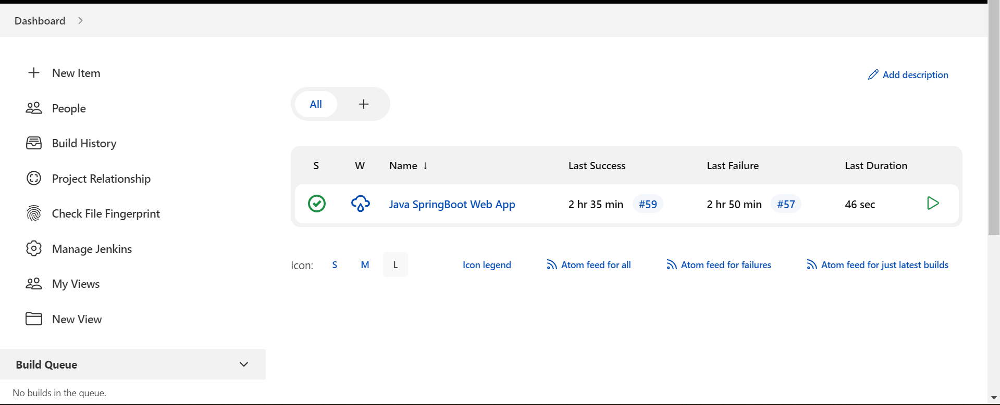 Dashboard
New Item
People
Build History
Project Relationship
Check File Fingerprint
Manage Jenkins
My Views
New View
Build Queue
No builds in the queue.
Add description
All
S W Name ↓ Last Success Last Failure Last Duration
Java SpringBoot Web App 2 hr 35 min #59 2 hr 50 min #57 46 sec
Icon: S M L Icon legend Atom feed for all Atom feed for failures Atom feed for just latest builds